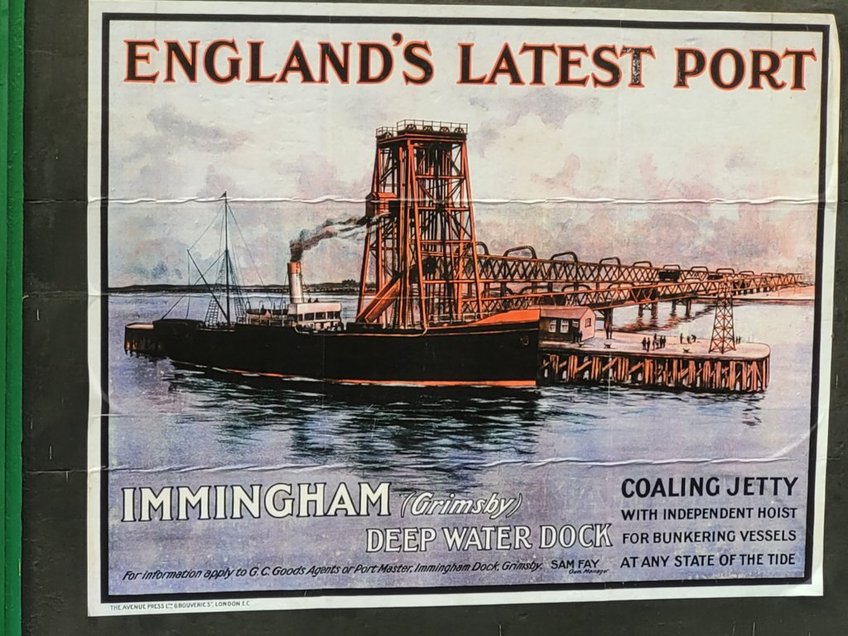 ENGLAND'S LATEST PORT
IMMINGHAM (Grimsby)
DEEP WATER DOCK
COALING JETTY
WITH INDEPENDENT HOIST
FOR BUNKERING VESSELS
AT ANY STATE OF THE TIDE
For information apply to G.C. Goods Agents or Port Master, Immingham Dock, Grimsby. SAM FAY
Gen. Manager
THE AVENUE PRESS LTD 6 BOUVERIE ST, LONDON E.C.